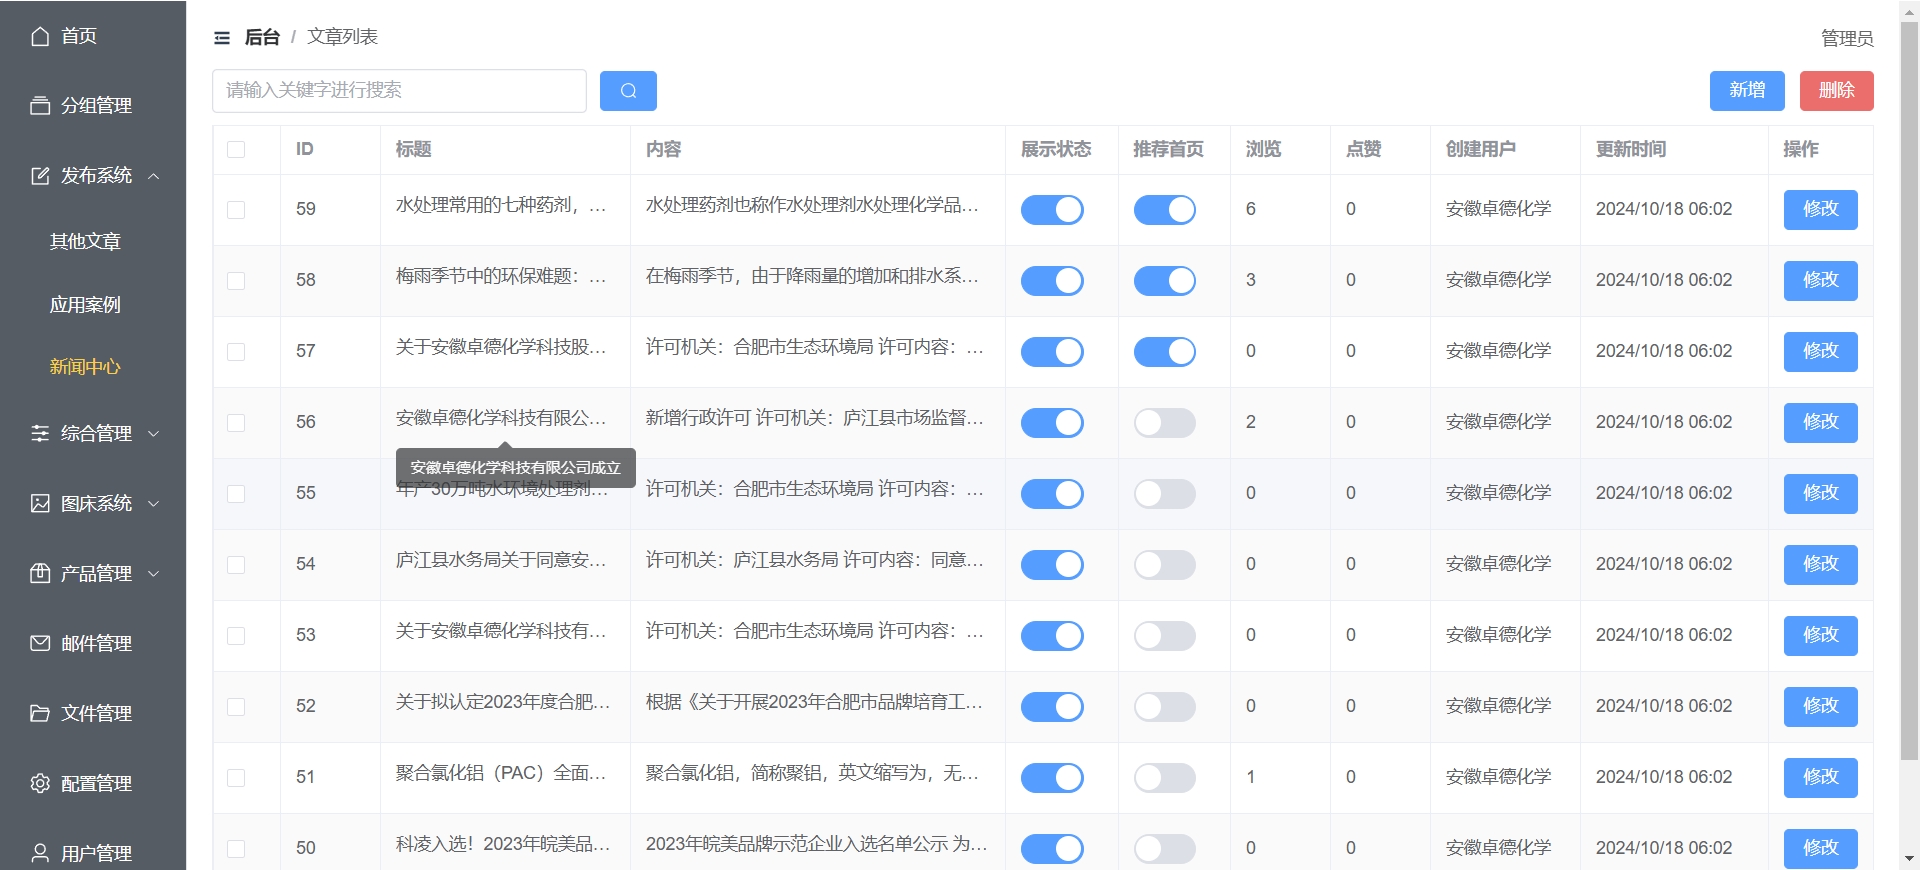 首页
分组管理
发布系统
其他文章
应用案例
新闻中心
综合管理
图床系统
产品管理
邮件管理
文件管理
配置管理
用户管理
后台 / 文章列表
管理员
请输入关键字进行搜索
新增 删除
ID 标题 内容 展示状态 推荐首页 浏览 点赞 创建用户 更新时间 操作
59 水处理常用的七种药剂，... 水处理药剂也称作水处理剂水处理化学品... 6 0 安徽卓德化学 2024/10/18 06:02 修改
58 梅雨季节中的环保难题：... 在梅雨季节，由于降雨量的增加和排水系... 3 0 安徽卓德化学 2024/10/18 06:02 修改
57 关于安徽卓德化学科技股... 许可机关：合肥市生态环境局 许可内容：... 0 0 安徽卓德化学 2024/10/18 06:02 修改
56 安徽卓德化学科技有限公... 新增行政许可 许可机关：庐江县市场监督... 2 0 安徽卓德化学 2024/10/18 06:02 修改
安徽卓德化学科技有限公司成立
55 年产30万吨水环境处理剂... 许可机关：合肥市生态环境局 许可内容：... 0 0 安徽卓德化学 2024/10/18 06:02 修改
54 庐江县水务局关于同意安... 许可机关：庐江县水务局 许可内容：同意... 0 0 安徽卓德化学 2024/10/18 06:02 修改
53 关于安徽卓德化学科技有... 许可机关：合肥市生态环境局 许可内容：... 0 0 安徽卓德化学 2024/10/18 06:02 修改
52 关于拟认定2023年度合肥... 根据《关于开展2023年合肥市品牌培育工... 0 0 安徽卓德化学 2024/10/18 06:02 修改
51 聚合氯化铝（PAC）全面... 聚合氯化铝，简称聚铝，英文缩写为，无... 1 0 安徽卓德化学 2024/10/18 06:02 修改
50 科凌入选！2023年皖美品... 2023年皖美品牌示范企业入选名单公示 为... 0 0 安徽卓德化学 2024/10/18 06:02 修改